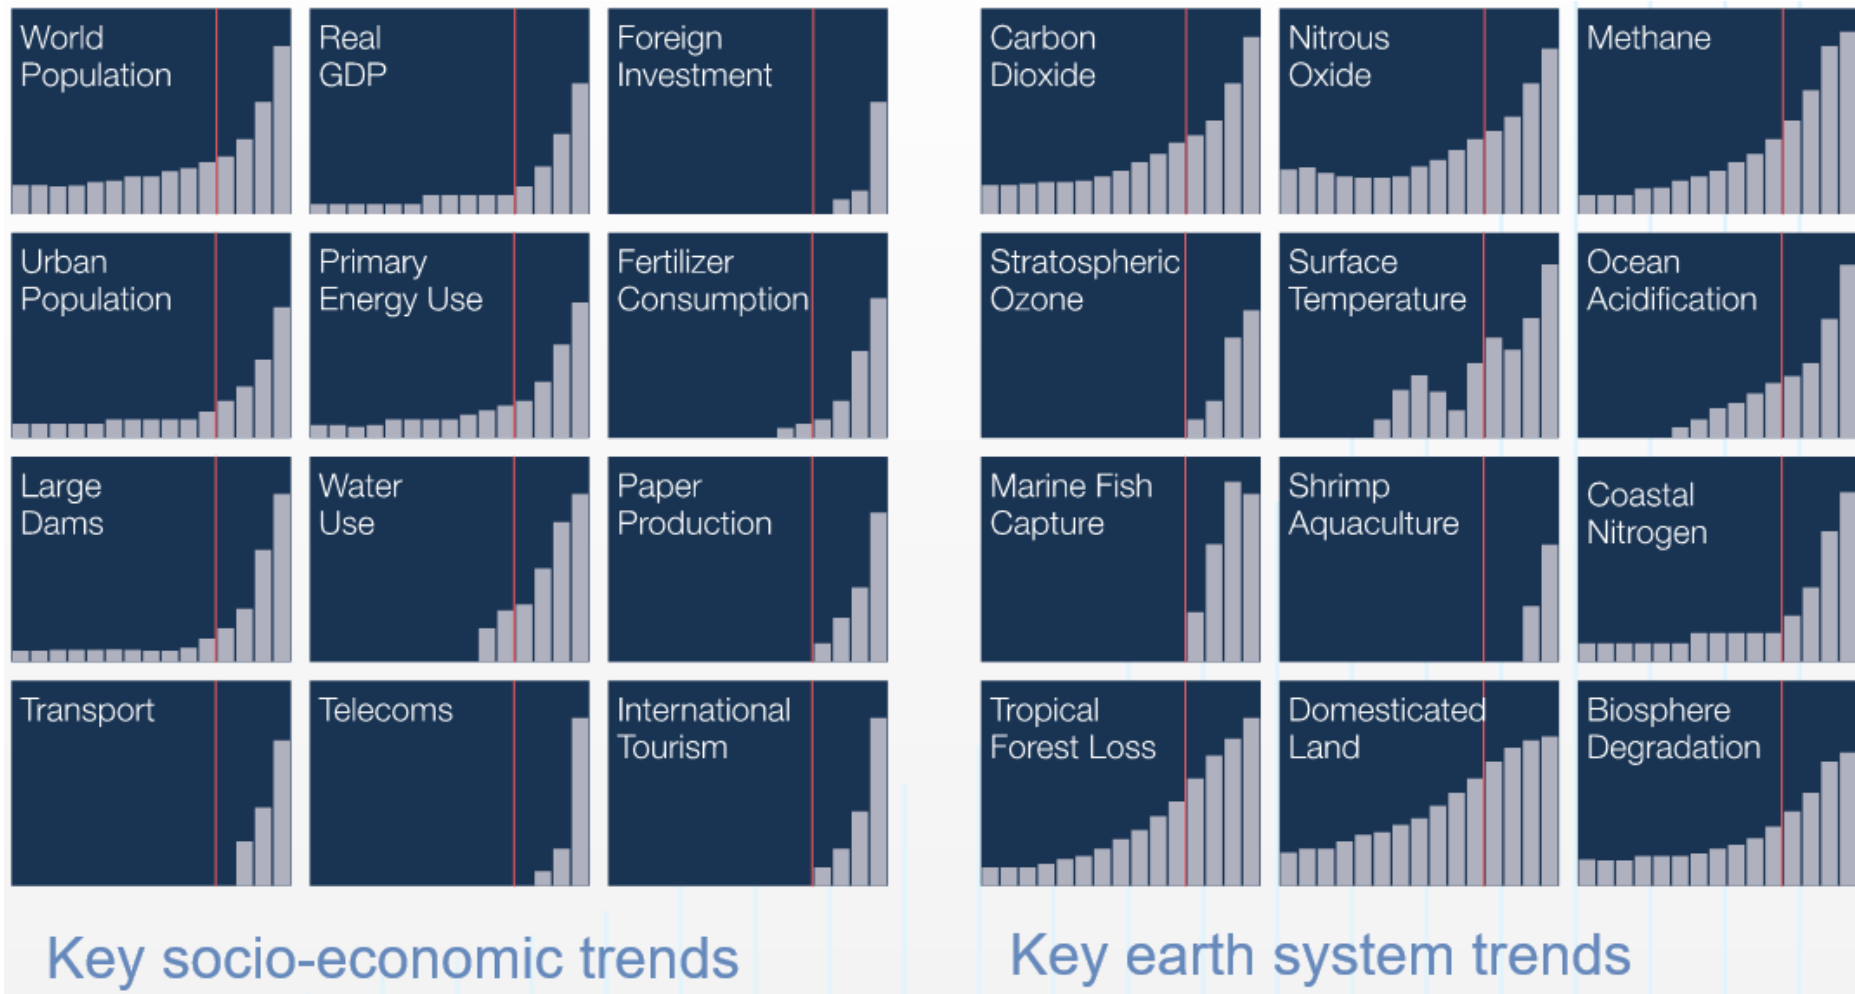 World
Population
Real
GDP
Foreign
Investment
Urban
Population
Primary
Energy Use
Fertilizer
Consumption
Large
Dams
Water
Use
Paper
Production
Transport
Telecoms
International
Tourism
Key socio-economic trends
Carbon
Dioxide
Nitrous
Oxide
Methane
Stratospheric
Ozone
Surface
Temperature
Ocean
Acidification
Marine Fish
Capture
Shrimp
Aquaculture
Coastal
Nitrogen
Tropical
Forest Loss
Domesticated
Land
Biosphere
Degradation
Key earth system trends